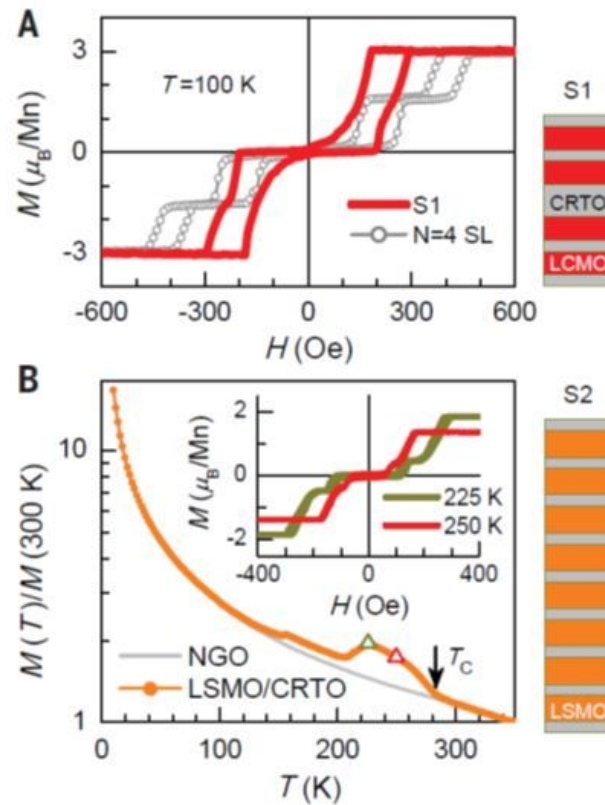 A
3
0
-3
M (μB/Mn)
T=100 K
S1
N=4 SL
-600 -300 0 300 600
H (Oe)
S1
CRTO
LCMO
B
10
1
M (T)/M (300 K)
2
0
-2
M (μB/Mn)
225 K
250 K
-400 0 400
H (Oe)
NGO
LSMO/CRTO
TC
0 100 200 300
T (K)
S2
LSMO